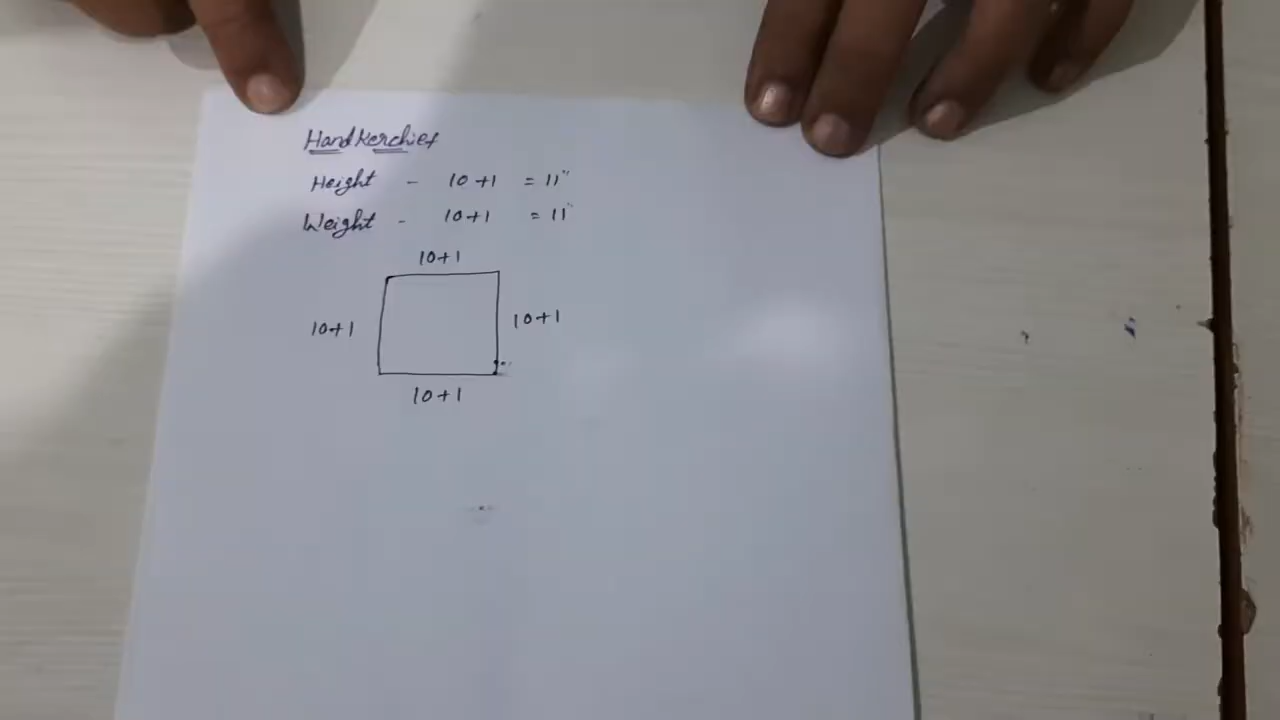 Handkerchief
Height - 10+1 = 11"
Weight - 10+1 = 11"
10+1
10+1
10+1
10+1